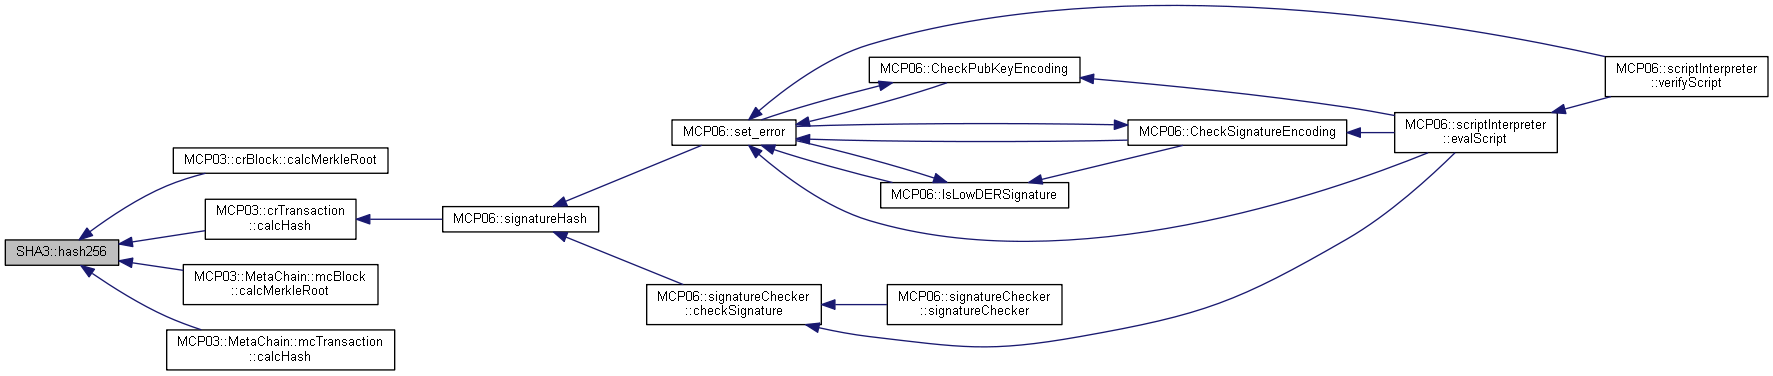 SHA3::hash256
MCP03::crBlock::calcMerkleRoot
MCP03::crTransaction
::calcHash
MCP03::MetaChain::mcBlock
::calcMerkleRoot
MCP03::MetaChain::mcTransaction
::calcHash
MCP06::signatureHash
MCP06::set_error
MCP06::signatureChecker
::checkSignature
MCP06::CheckPubKeyEncoding
MCP06::IsLowDERSignature
MCP06::signatureChecker
::signatureChecker
MCP06::CheckSignatureEncoding
MCP06::scriptInterpreter
::evalScript
MCP06::scriptInterpreter
::verifyScript